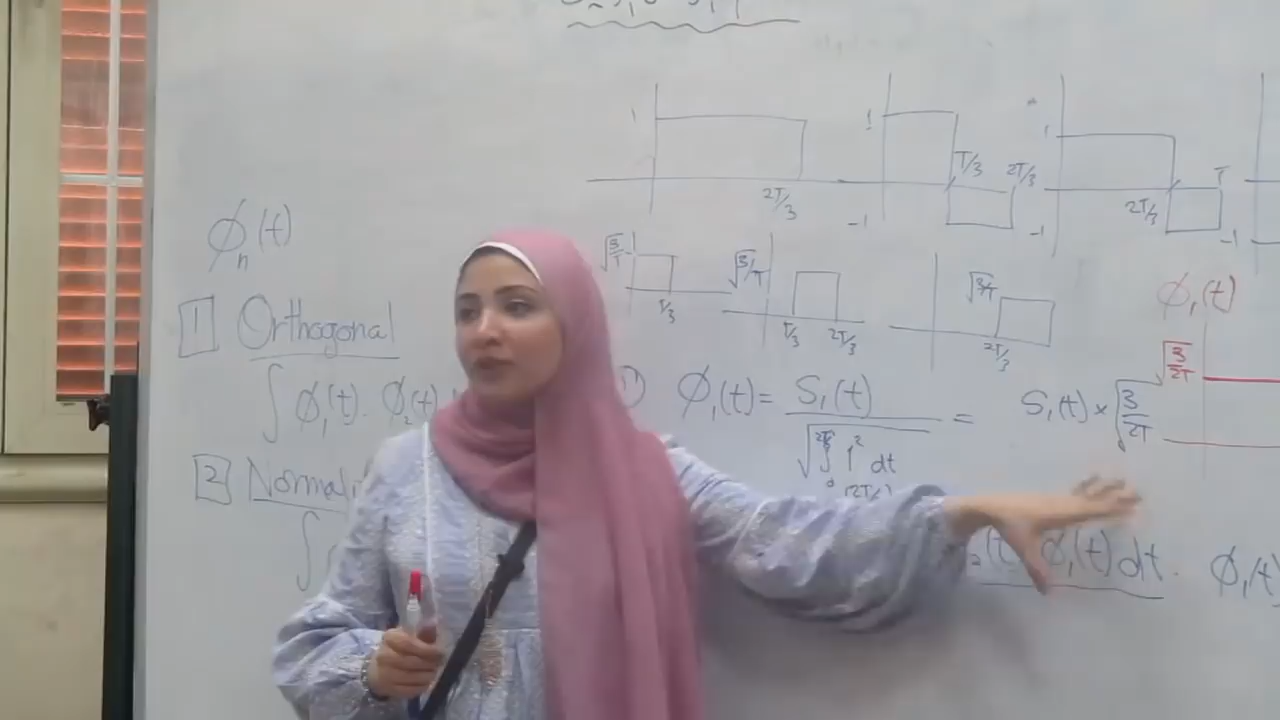 1
2T/3
1
T/3
2T/3
-1
1
2T/3
T
-1
-1
ϕn(t)
√3/T
T/3
√3/T
T/3
2T/3
√3/T
2T/3
ϕ1(t)
√3/2T
1 Orthogonal
∫ ϕ1(t). ϕ2(t)
ϕ1(t) = S1(t) / √∫ 1² dt = S1(t) × √3/2T
2
∫
ϕ1(t) dt. ϕ1(t)